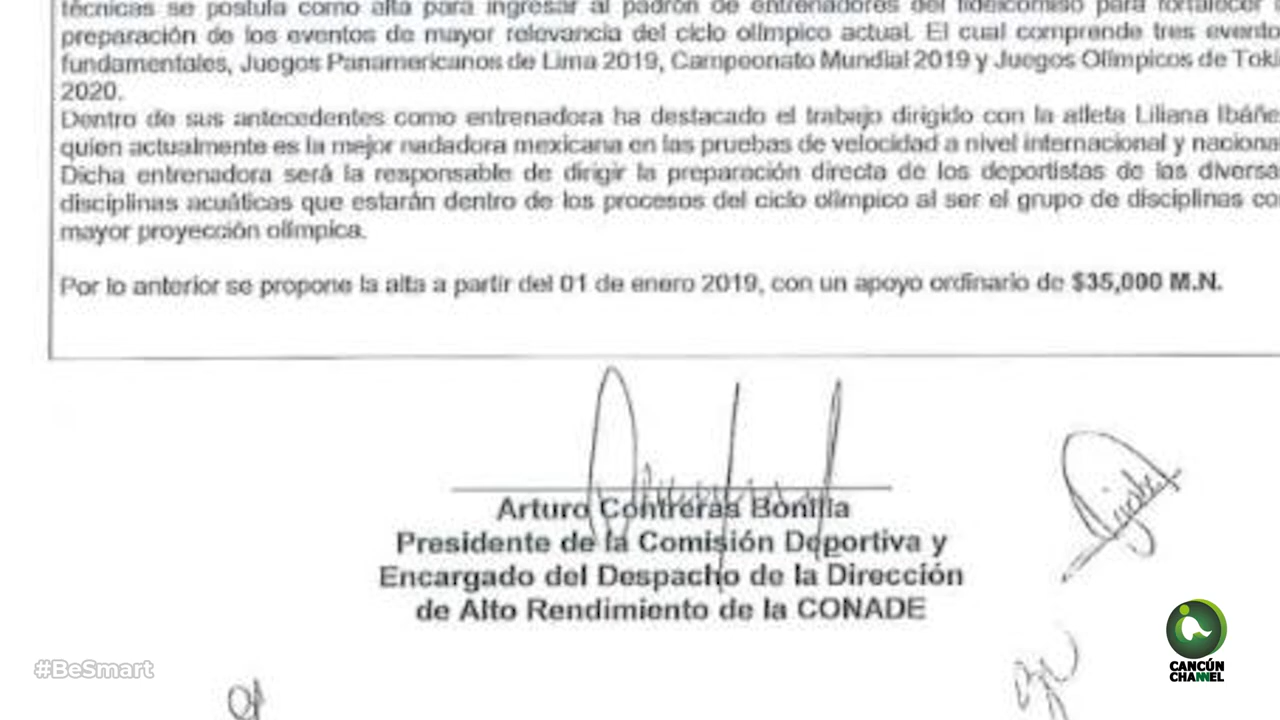 técnicas se postula como alta para ingresar al padrón de entrenadores del fideicomiso para fortalecer
preparación de los eventos de mayor relevancia del ciclo olímpico actual. El cual comprende tres evento
fundamentales, Juegos Panamericanos de Lima 2019, Campeonato Mundial 2019 y Juegos Olímpicos de Toki
2020.
Dentro de sus antecedentes como entrenadora ha destacado el trabajo dirigido con la atleta Liliana Ibáñe
quien actualmente es la mejor nadadora mexicana en las pruebas de velocidad a nivel internacional y naciona
Dicha entrenadora será la responsable de dirigir la preparación directa de los deportistas de las diversa
disciplinas acuáticas que estarán dentro de los procesos del ciclo olímpico al ser el grupo de disciplinas co
mayor proyección olímpica.
Por lo anterior se propone la alta a partir del 01 de enero 2019, con un apoyo ordinario de $35,000 M.N.
Arturo Contreras Bonilla
Presidente de la Comisión Deportiva y
Encargado del Despacho de la Dirección
de Alto Rendimiento de la CONADE
#BeSmart
CANCÚN
CHANNEL